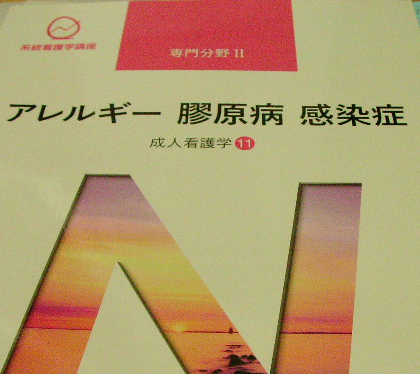 系統看護学講座
専門分野 II
アレルギー 膠原病 感染症
成人看護学 11
N